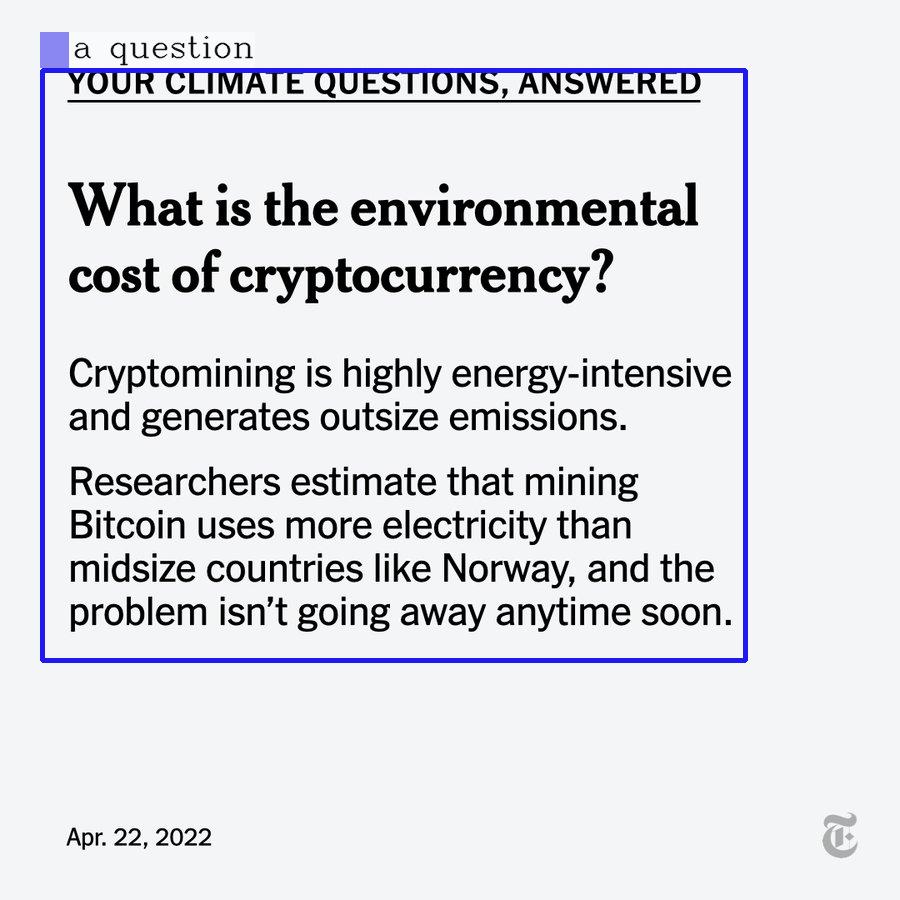 a question
YOUR CLIMATE QUESTIONS, ANSWERED
What is the environmental
cost of cryptocurrency?
Cryptomining is highly energy-intensive
and generates outsize emissions.
Researchers estimate that mining
Bitcoin uses more electricity than
midsize countries like Norway, and the
problem isn’t going away anytime soon.
Apr. 22, 2022
T